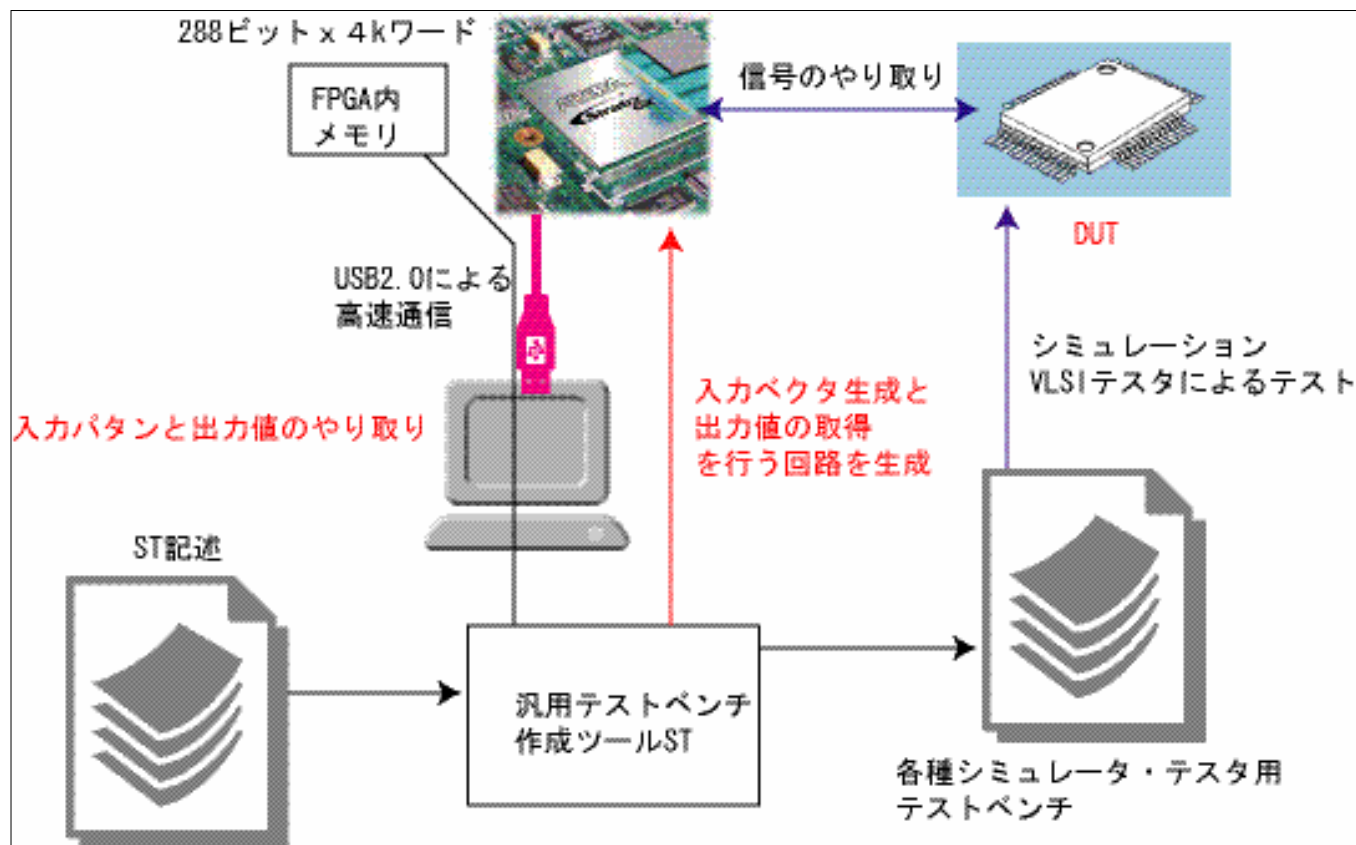 288ビット x 4kワード
FPGA内
メモリ
信号のやり取り
DUT
USB2.0による
高速通信
シミュレーション
VLSIテスタによるテスト
入力パタンと出力値のやり取り
入力ベクタ生成と
出力値の取得
を行う回路を生成
ST記述
汎用テストベンチ
作成ツールST
各種シミュレータ・テスタ用
テストベンチ